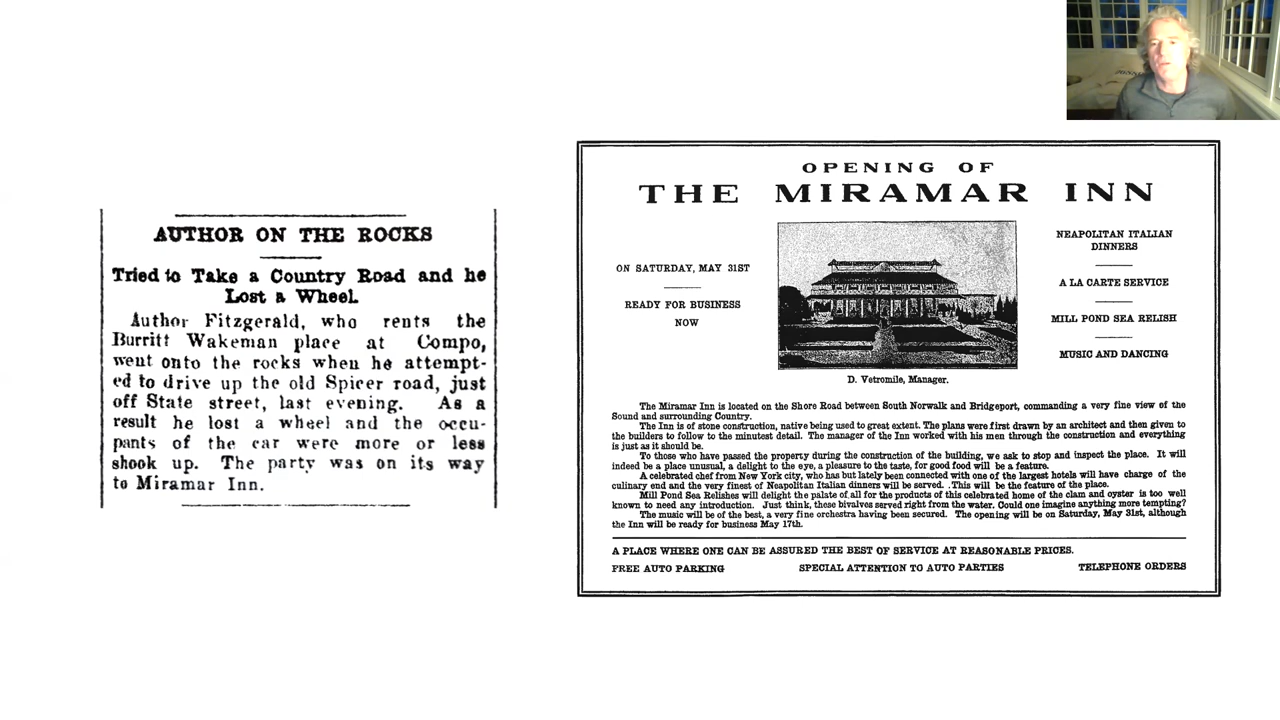 AUTHOR ON THE ROCKS
Tried to Take a Country Road and he
Lost a Wheel.
Author Fitzgerald, who rents the
Burritt Wakeman place at Compo,
went onto the rocks when he attempt-
ed to drive up the old Spicer road, just
off State street, last evening. As a
result he lost a wheel and the occu-
pants of the car were more or less
shook up. The party was on its way
to Miramar Inn.
OPENING OF
THE MIRAMAR INN
ON SATURDAY, MAY 31ST
READY FOR BUSINESS
NOW
NEAPOLITAN ITALIAN
DINNERS
A LA CARTE SERVICE
MILL POND SEA RELISH
MUSIC AND DANCING
D. Vetromile, Manager.
The Miramar Inn is located on the Shore Road between South Norwalk and Bridgeport, commanding a very fine view of the
Sound and surrounding Country.
The Inn is of stone construction, native being used to great extent. The plans were first drawn by an architect and then given to
the builders to follow to the minutest detail. The manager of the Inn worked with his men through the construction and everything
is just as it should be.
To those who have passed the property during the construction of the building, we ask to stop and inspect the place. It will
indeed be a place unusual, a delight to the eye, a pleasure to the taste, for good food will be a feature.
A celebrated chef from New York city, who has but lately been connected with one of the largest hotels will have charge of the
culinary end and the very finest of Neapolitan Italian dinners will be served. .This will be the feature of the place.
Mill Pond Sea Relishes will delight the palate of all for the products of this celebrated home of the clam and oyster is too well
known to need any introduction. Just think, these bivalves served right from the water. Could one imagine anything more tempting?
The music will be of the best, a very fine orchestra having been secured. The opening will be on Saturday, May 31st, although
the Inn will be ready for business May 17th.
A PLACE WHERE ONE CAN BE ASSURED THE BEST OF SERVICE AT REASONABLE PRICES.
FREE AUTO PARKING SPECIAL ATTENTION TO AUTO PARTIES TELEPHONE ORDERS